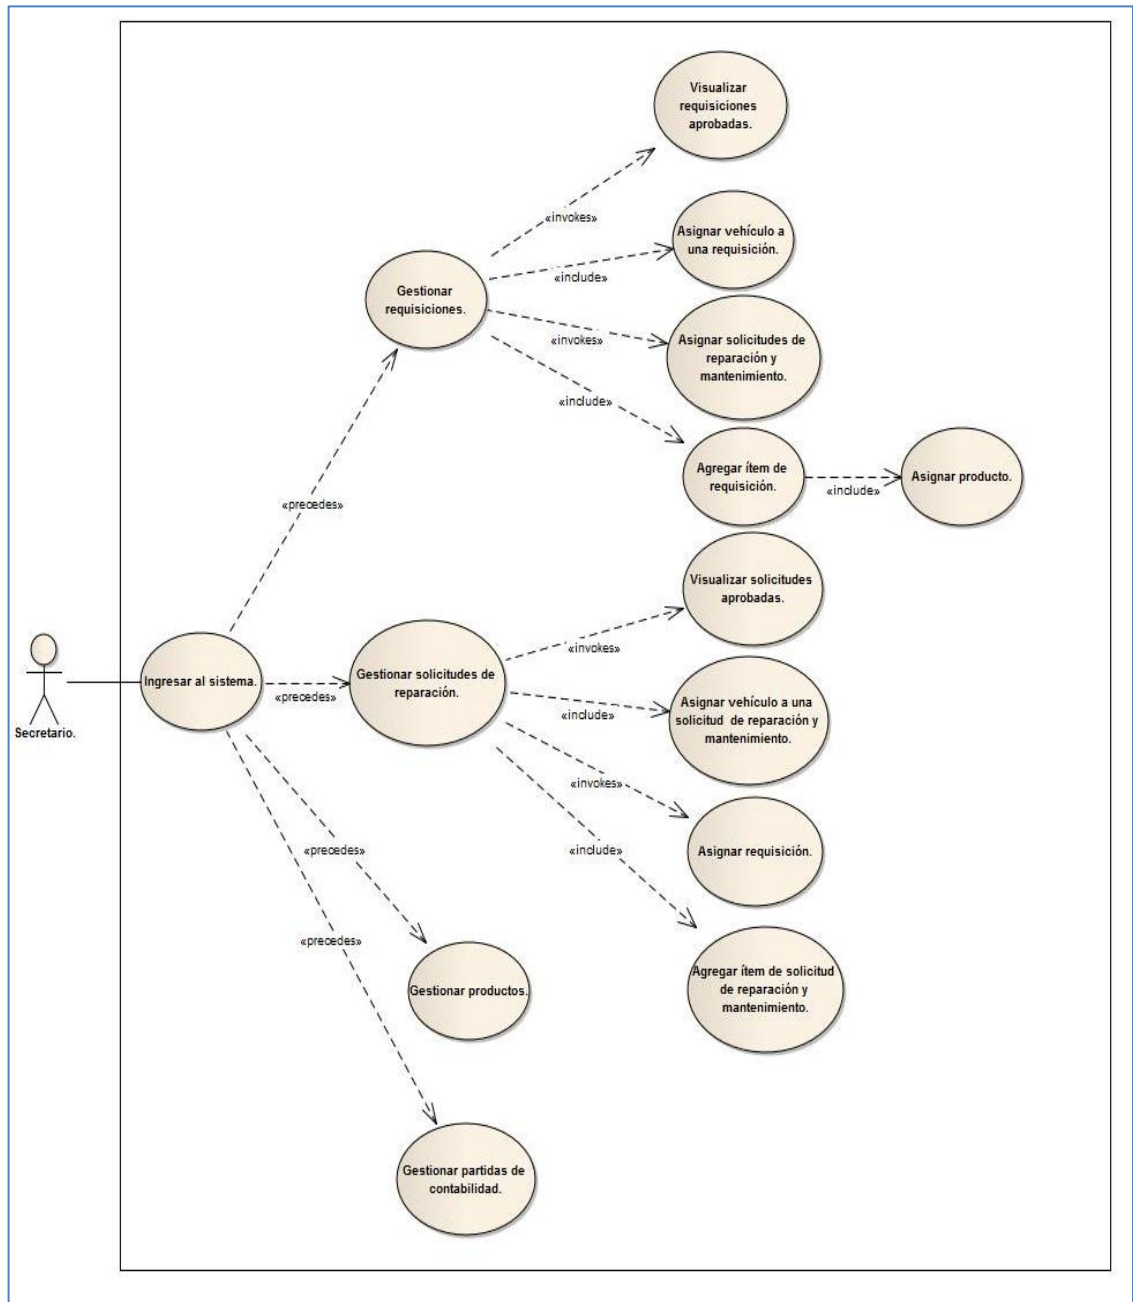 Visualizar
requisiciones
aprobadas.
«invokes»
Asignar vehículo a
una requisición.
«include»
Gestionar
requisiciones.
Asignar solicitudes de
reparación y
mantenimiento.
«invokes»
«include»
Agregar ítem de
requisición.
«include»
Asignar producto.
«precedes»
Visualizar solicitudes
aprobadas.
«invokes»
Secretario.
Ingresar al sistema.
«precedes»
Gestionar solicitudes de
reparación.
«include»
Asignar vehículo a una
solicitud de reparación y
mantenimiento.
«invokes»
Asignar requisición.
«include»
«precedes»
Agregar ítem de solicitud
de reparación y
mantenimiento.
«precedes»
Gestionar productos.
Gestionar partidas de
contabilidad.